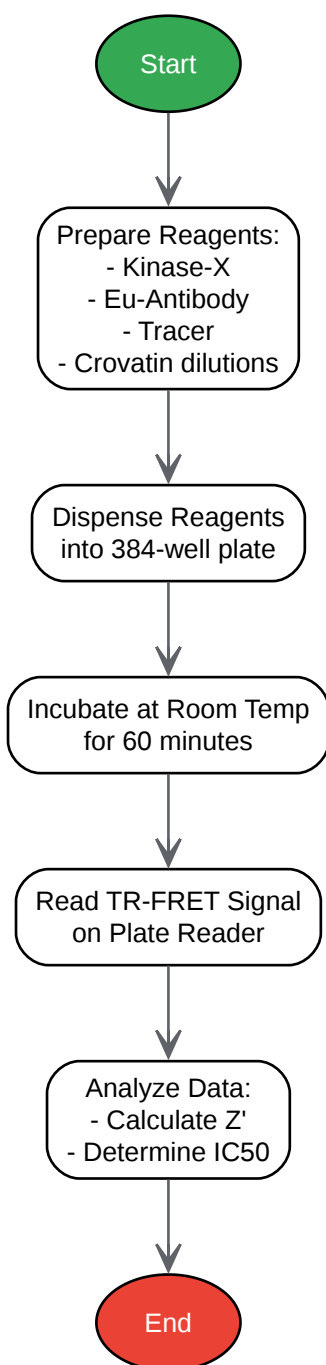 Start
Prepare Reagents:
- Kinase-X
- Eu-Antibody
- Tracer
- Crovatin dilutions
Dispense Reagents
into 384-well plate
Incubate at Room Temp
for 60 minutes
Read TR-FRET Signal
on Plate Reader
Analyze Data:
- Calculate Z'
- Determine IC50
End